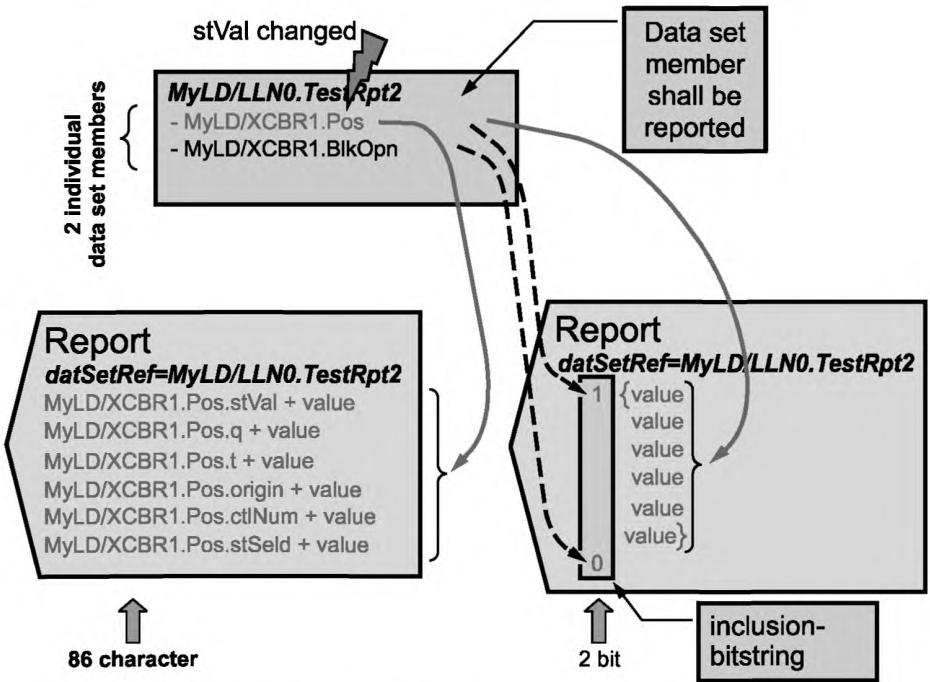 stVal changed
Data set
member
shall be
reported
MyLD/LLN0.TestRpt2
- MyLD/XCBR1.Pos
- MyLD/XCBR1.BlkOpn
2 individual
data set members
Report
datSetRef=MyLD/LLN0.TestRpt2
MyLD/XCBR1.Pos.stVal + value
MyLD/XCBR1.Pos.q + value
MyLD/XCBR1.Pos.t + value
MyLD/XCBR1.Pos.origin + value
MyLD/XCBR1.Pos.ctlNum + value
MyLD/XCBR1.Pos.stSeld + value
86 character
Report
datSetRef=MyLD/LLN0.TestRpt2
1 {value
value
value
value
value
value}
0
2 bit
inclusion-
bitstring